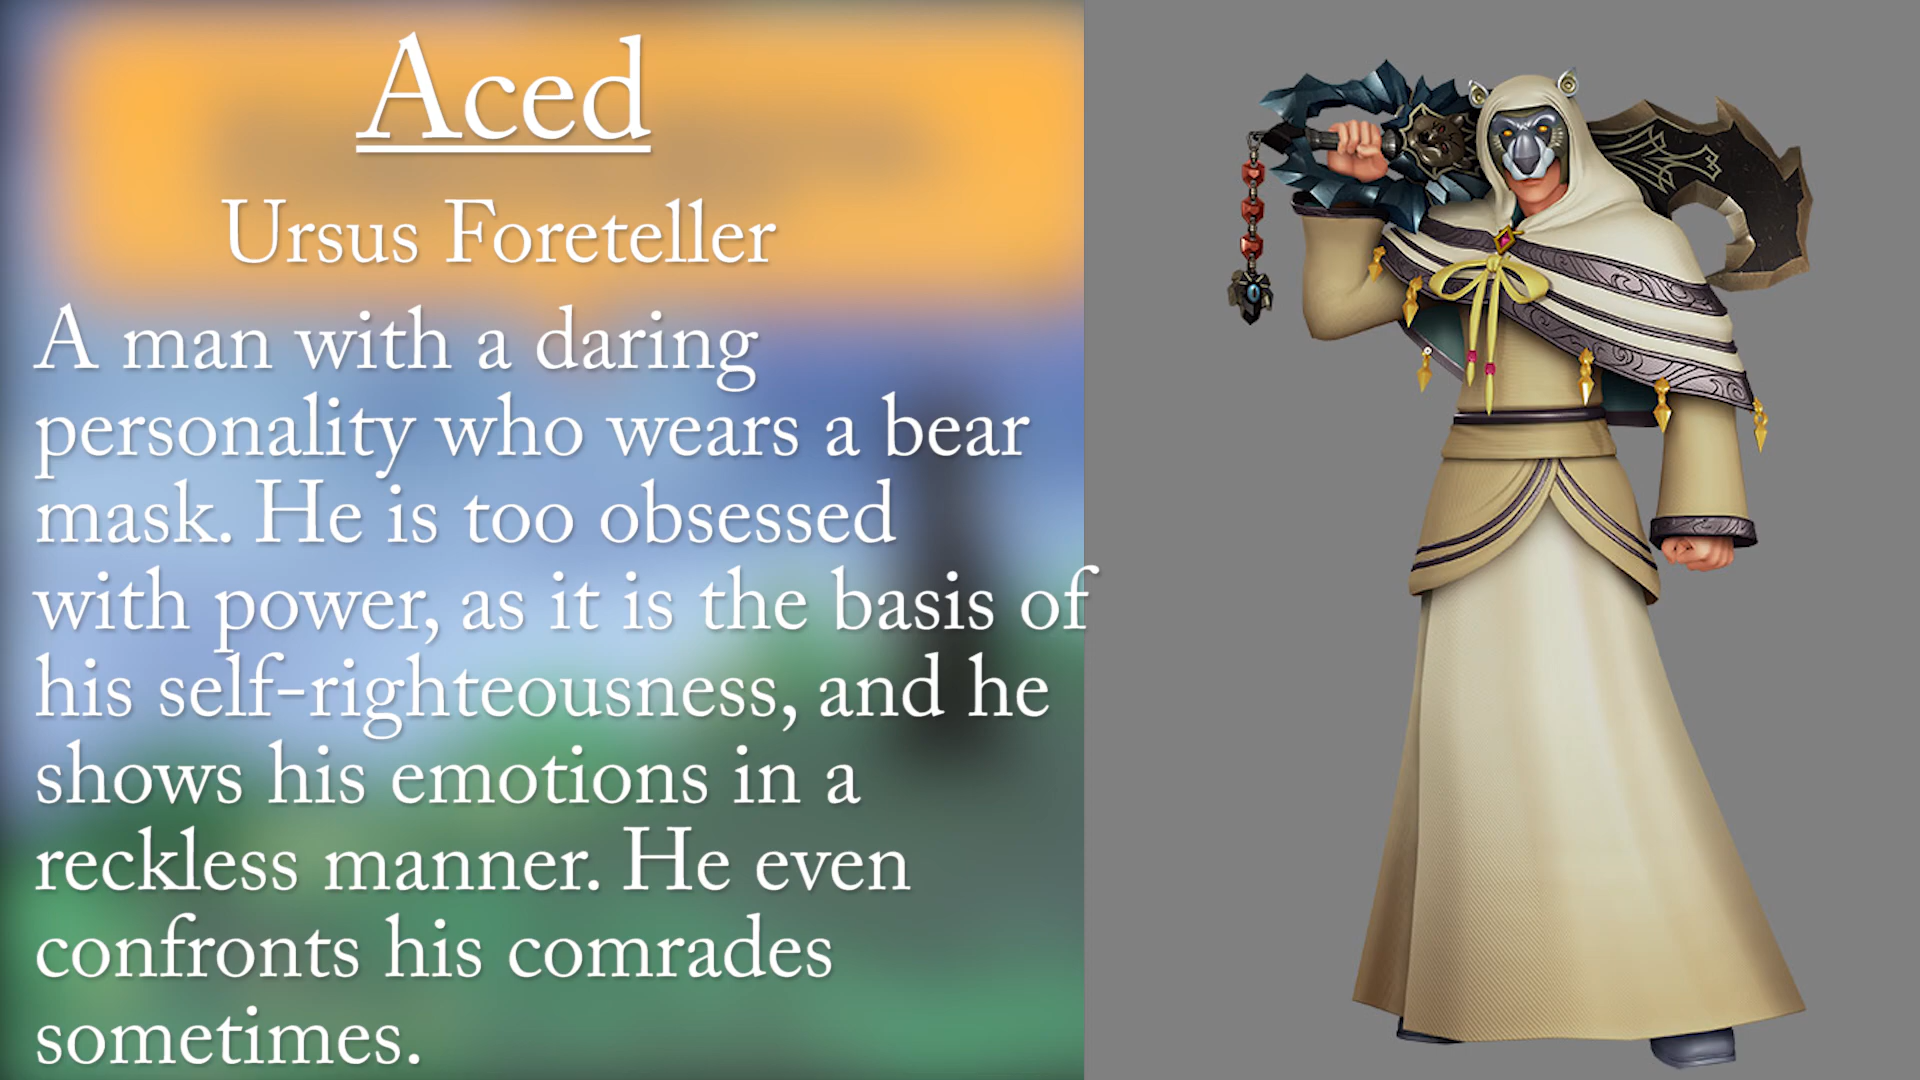 Aced
Ursus Foreteller
A man with a daring
personality who wears a bear
mask. He is too obsessed
with power, as it is the basis of
his self-righteousness, and he
shows his emotions in a
reckless manner. He even
confronts his comrades
sometimes.